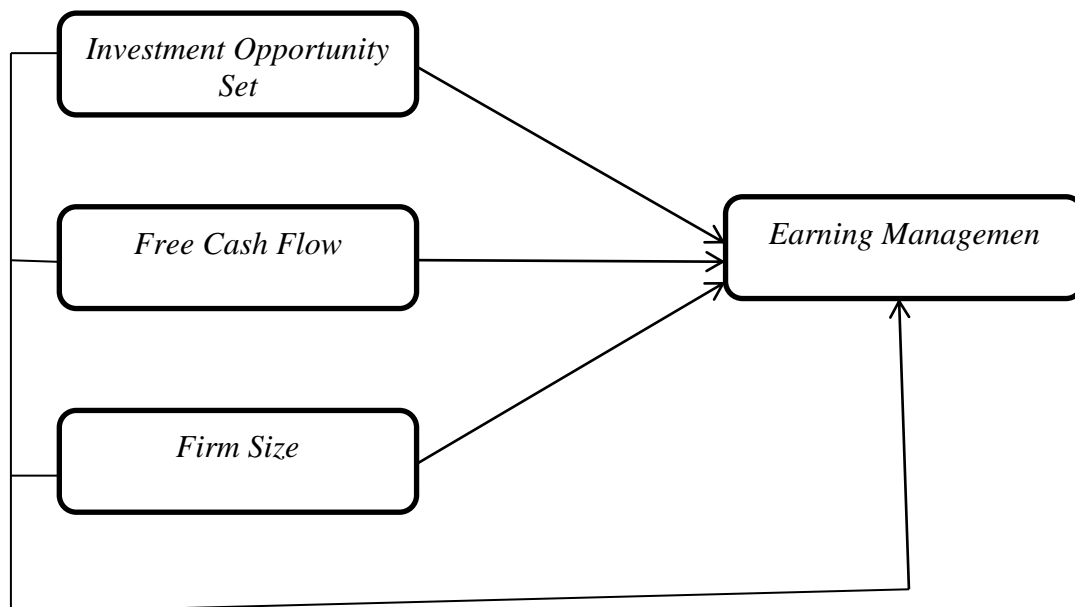 Investment Opportunity
Set
Free Cash Flow
Earning Managemen
Firm Size